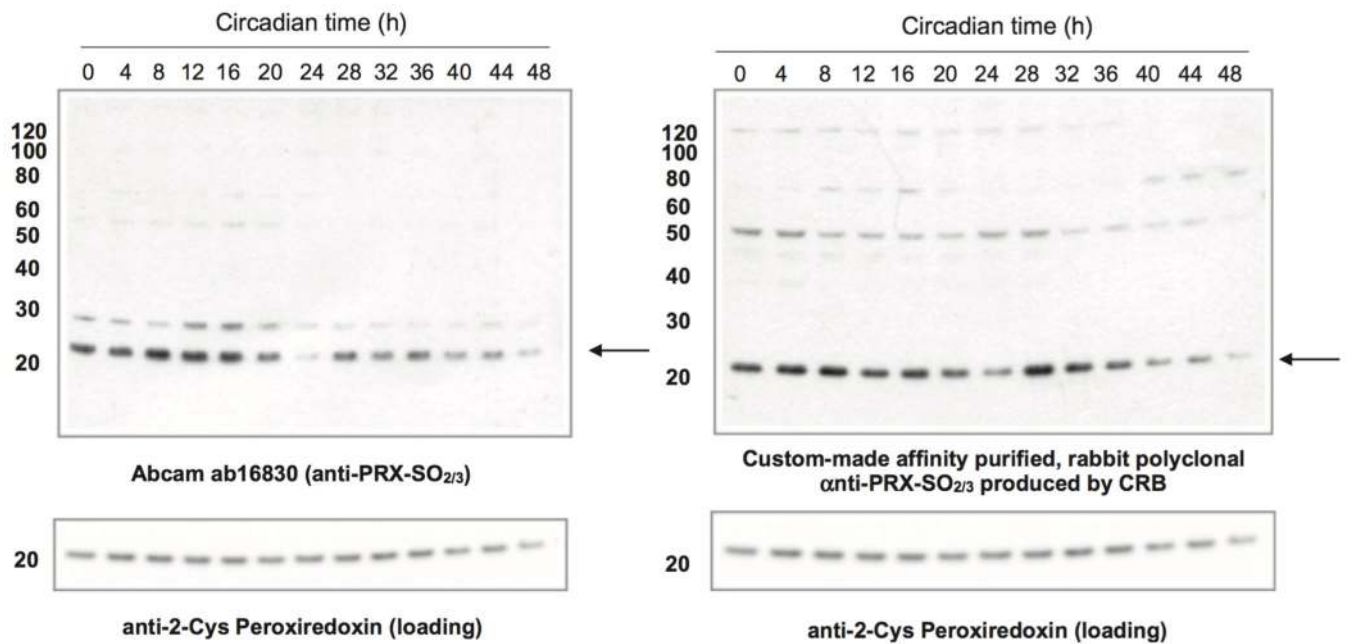 Circadian time (h)
0 4 8 12 16 20 24 28 32 36 40 44 48
120
100
80
60
50
40
30
20
Abcam ab16830 (anti-PRX-SO2/3)
20
anti-2-Cys Peroxiredoxin (loading)
Circadian time (h)
0 4 8 12 16 20 24 28 32 36 40 44 48
120
100
80
60
50
40
30
20
Custom-made affinity purified, rabbit polyclonal
αnti-PRX-SO2/3 produced by CRB
20
anti-2-Cys Peroxiredoxin (loading)